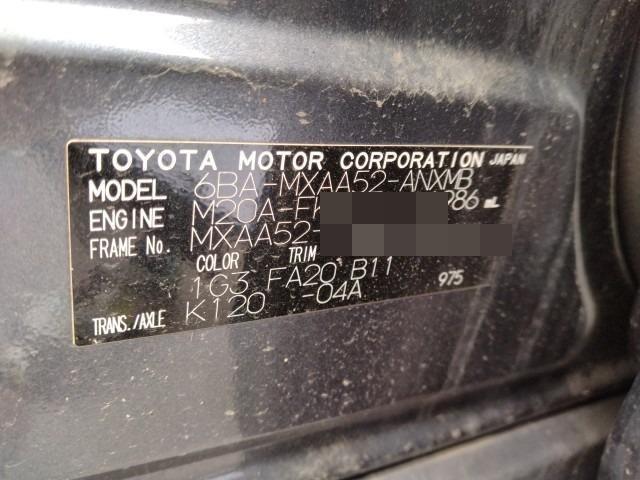 TOYOTA MOTOR CORPORATION JAPAN
MODEL 6BA-MXAA52-ANXMB
ENGINE M20A-FK 986 mL
FRAME No. MXAA52-
COLOR TRIM
1G3 FA20 B11 975
TRANS./AXLE K120 -04A